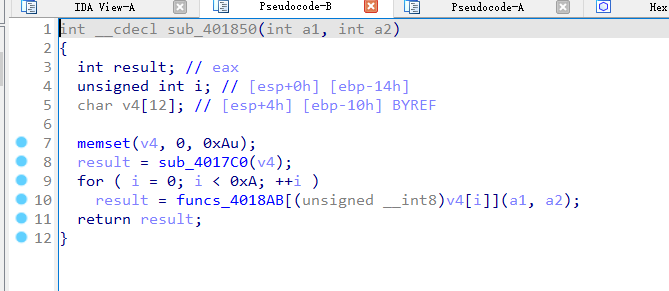 IDA View-A
Pseudocode-B
Pseudocode-A
Hex
1 int __cdecl sub_401850(int a1, int a2)
2 {
3   int result; // eax
4   unsigned int i; // [esp+0h] [ebp-14h]
5   char v4[12]; // [esp+4h] [ebp-10h] BYREF
6
7   memset(v4, 0, 0xAu);
8   result = sub_4017C0(v4);
9   for ( i = 0; i < 0xA; ++i )
10     result = funcs_4018AB[(unsigned __int8)v4[i]](a1, a2);
11   return result;
12 }